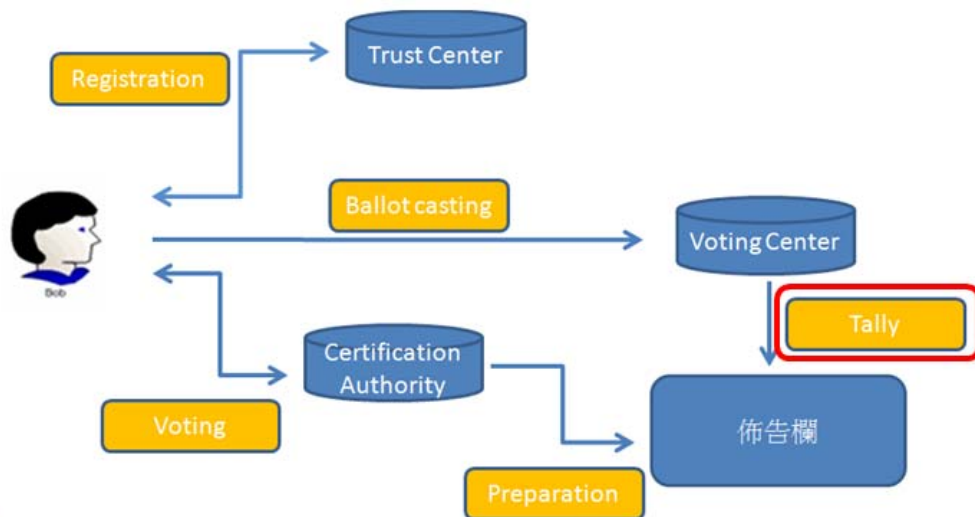 Trust Center
Registration
Ballot casting
Voting Center
Bob
Tally
Certification
Authority
Voting
佈告欄
Preparation